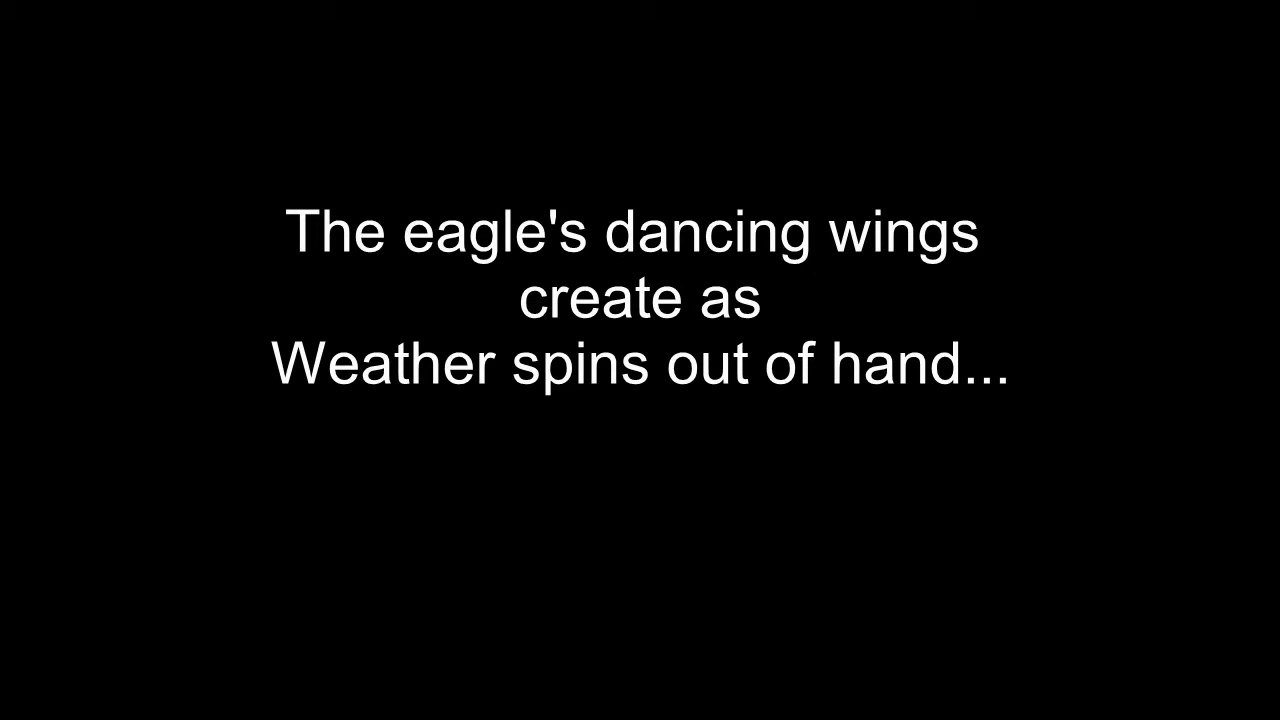 The eagle's dancing wings
create as
Weather spins out of hand...